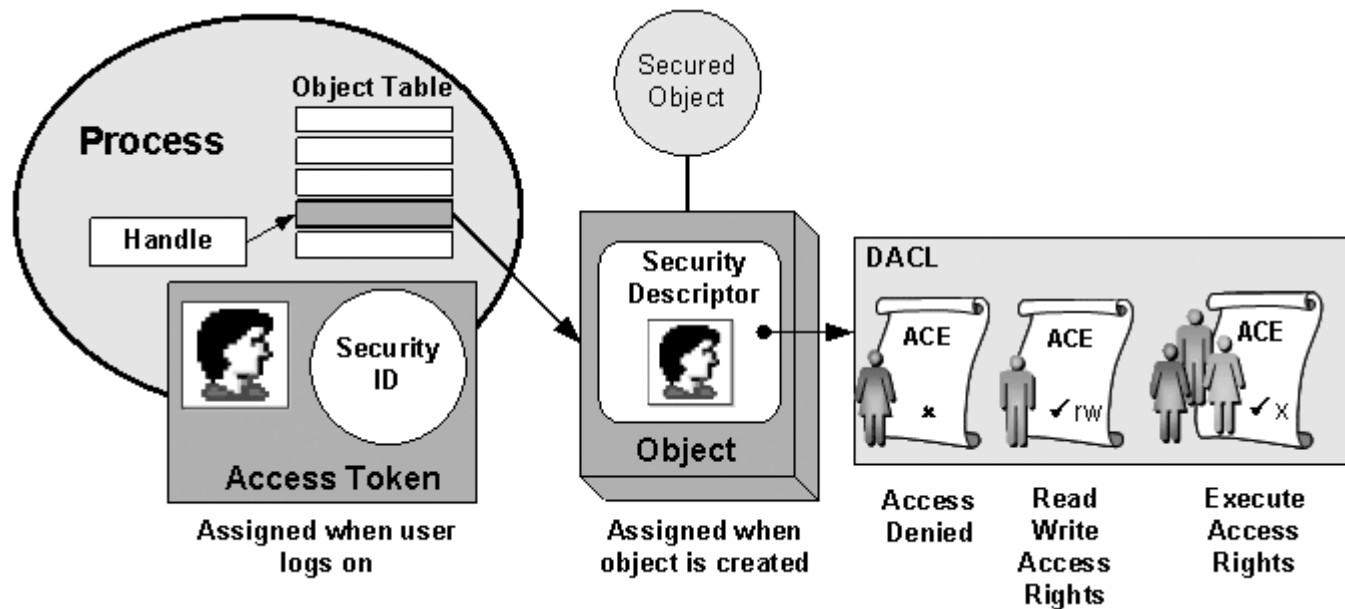 Process
Object Table
Handle
Security
ID
Access Token
Assigned when user
logs on
Secured
Object
Security
Descriptor
Object
Assigned when
object is created
DACL
ACE
x
Access
Denied
ACE
✓ rw
Read
Write
Access
Rights
ACE
✓ x
Execute
Access
Rights